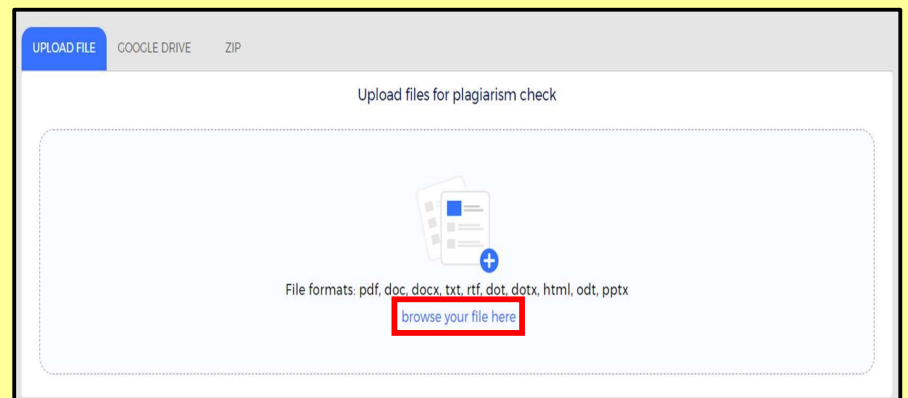 UPLOAD FILE GOOGLE DRIVE ZIP
Upload files for plagiarism check
File formats: pdf, doc, docx, txt, rtf, dot, dotx, html, odt, pptx
browse your file here